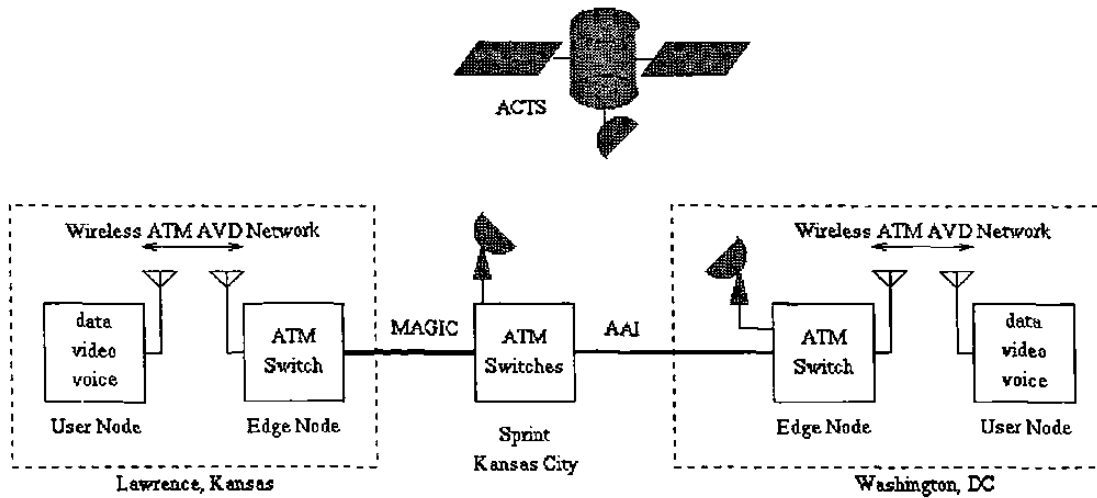 ACTS
Wireless ATM AVD Network
Wireless ATM AVD Network
data
video
voice
ATM
Switch
MAGIC
ATM
Switches
AAI
ATM
Switch
data
video
voice
User Node
Edge Node
Sprint
Kansas City
Edge Node
User Node
Lawrence, Kansas
Washington, DC